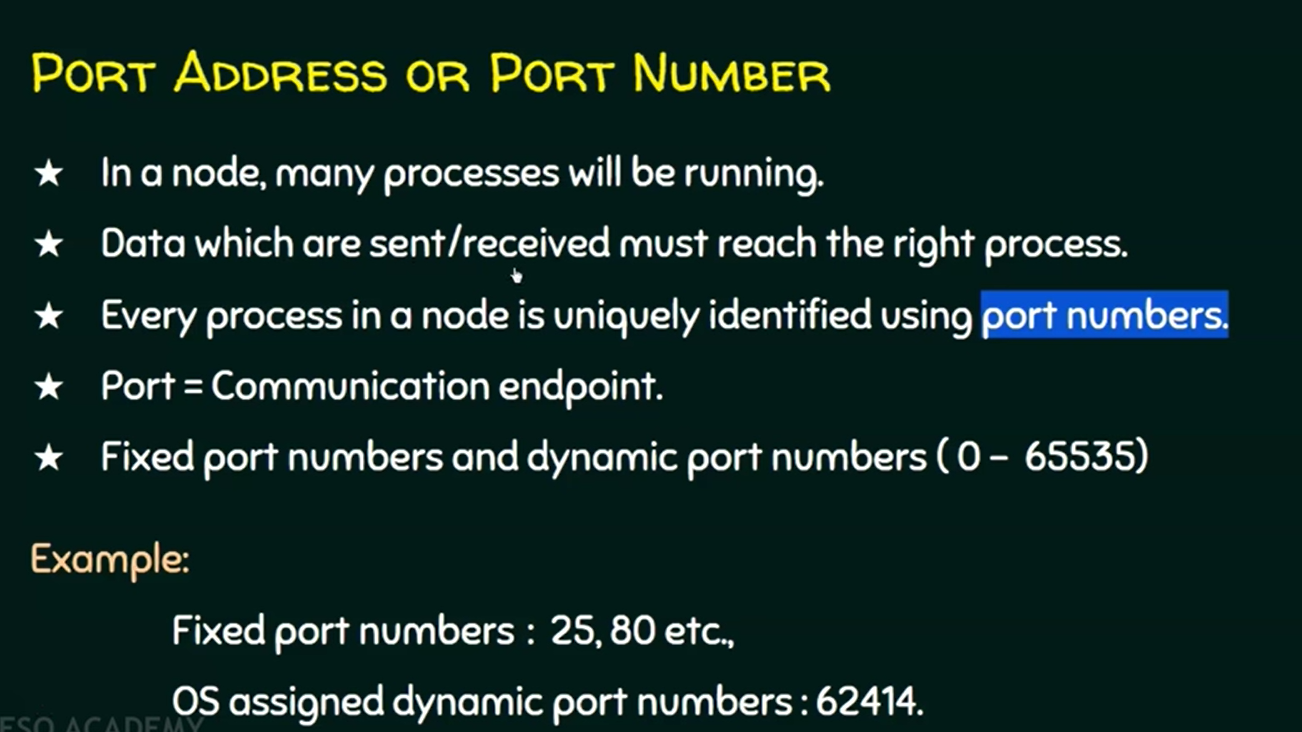 PORT ADDRESS OR PORT NUMBER
★ In a node, many processes will be running.
★ Data which are sent/received must reach the right process.
★ Every process in a node is uniquely identified using port numbers.
★ Port = Communication endpoint.
★ Fixed port numbers and dynamic port numbers ( 0 – 65535)
Example:
Fixed port numbers : 25, 80 etc.,
OS assigned dynamic port numbers : 62414.
ESO ACADEMY